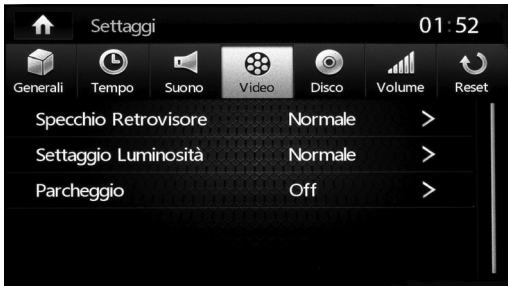 Settaggi 01:52
Generali Tempo Suono Video Disco Volume Reset
Specchio Retrovisore Normale
Settaggio Luminosità Normale
Parcheggio Off